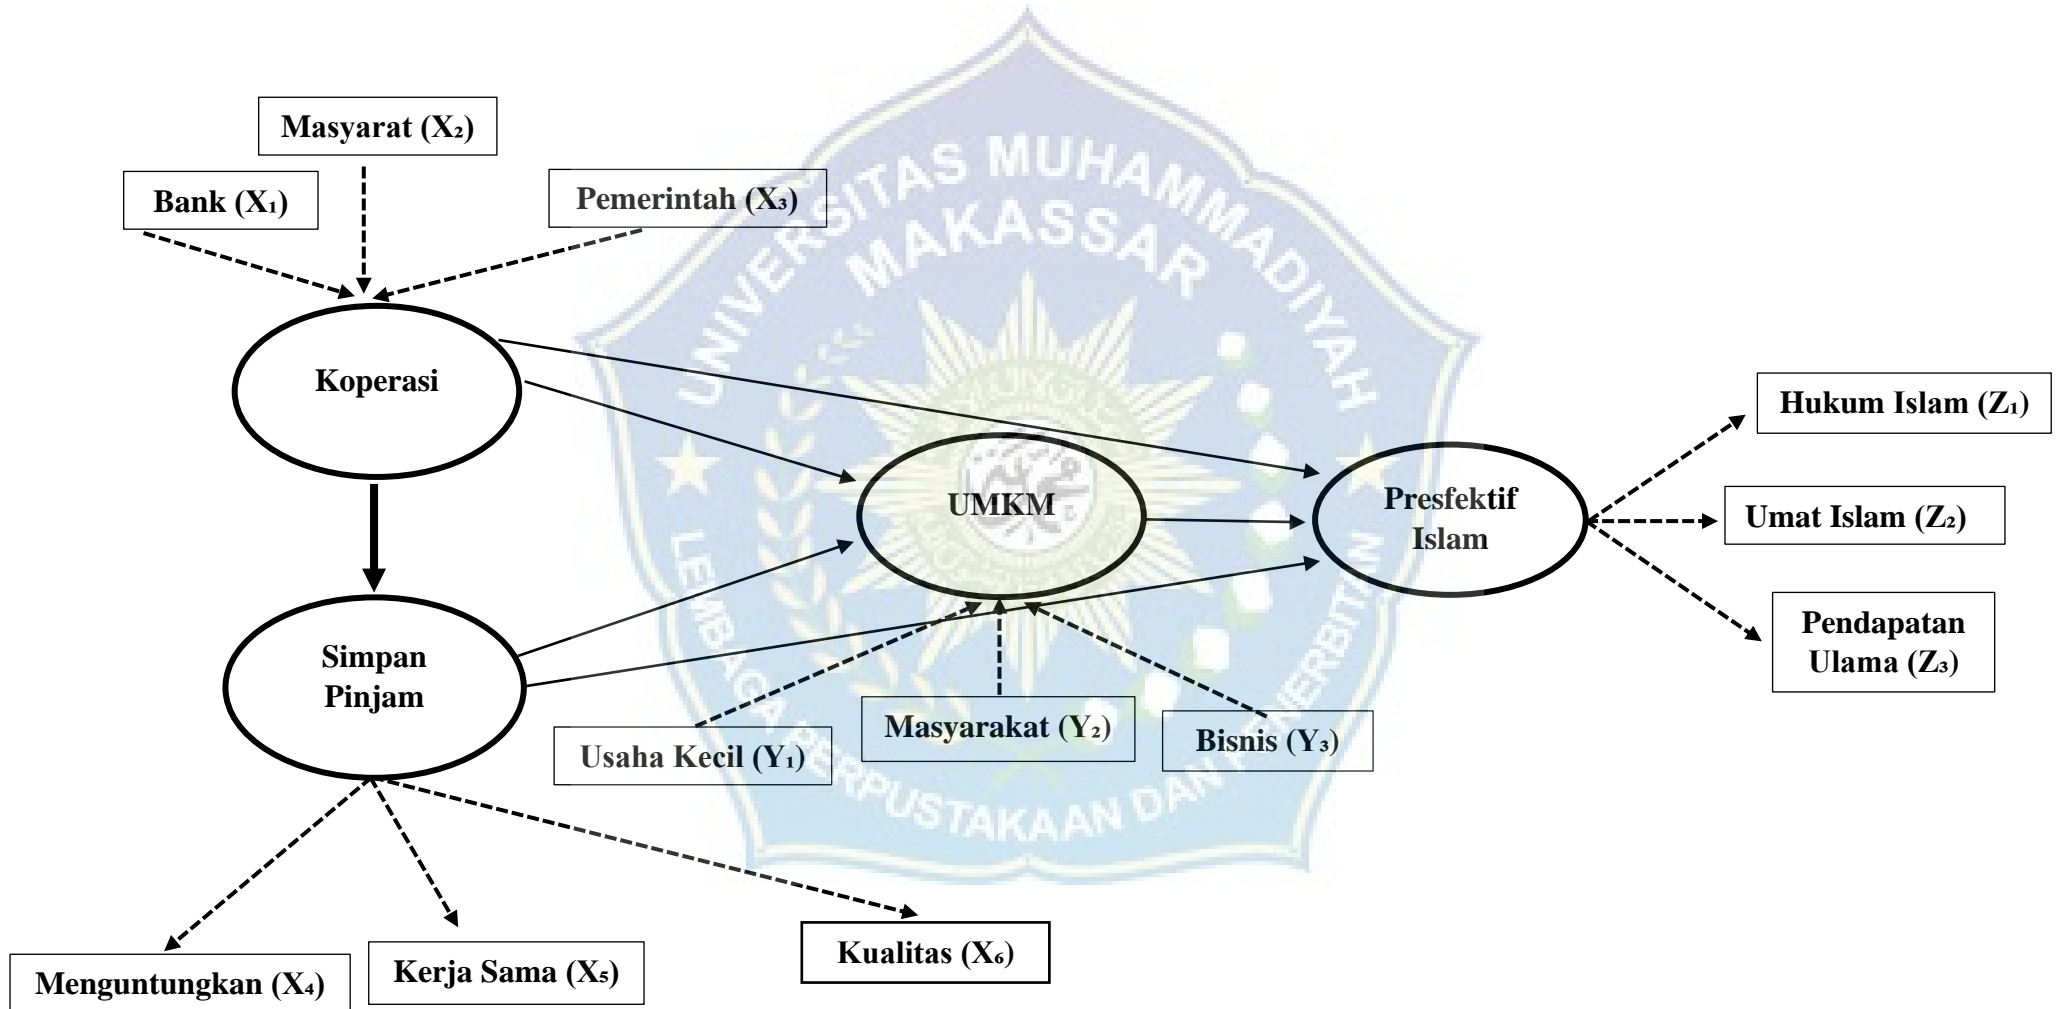 Masyarat (X₂)
Bank (X₁)
Pemerintah (X₃)
Koperasi
UMKM
Presfektif
Islam
Hukum Islam (Z₁)
Umat Islam (Z₂)
Pendapatan
Ulama (Z₃)
Simpan
Pinjam
Usaha Kecil (Y₁)
Masyarakat (Y₂)
Bisnis (Y₃)
Menguntungkan (X₄)
Kerja Sama (X₅)
Kualitas (X₆)
UNIVERSITAS MUHAMMADIYAH
MAKASSAR
LEMBAGA PERPUSTAKAAN DAN PENERBITAN